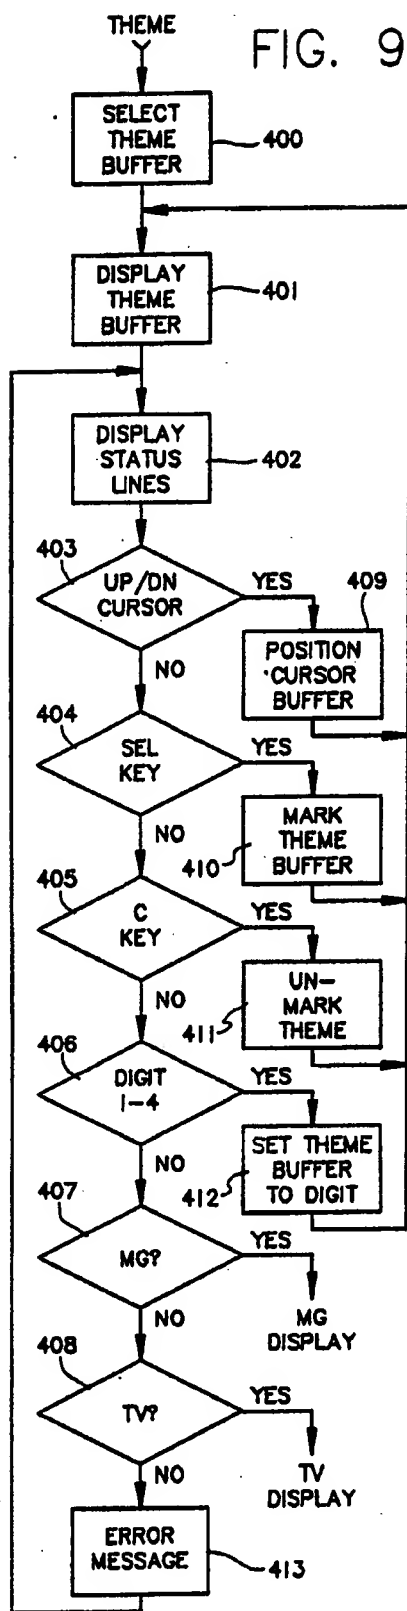 THEME
FIG. 9
SELECT
THEME
BUFFER
400
DISPLAY
THEME
BUFFER
401
DISPLAY
STATUS
LINES
402
403
UP/DN
CURSOR
YES
409
POSITION
CURSOR
BUFFER
NO
404
SEL
KEY
YES
MARK
THEME
BUFFER
410
NO
405
C
KEY
YES
UN-
MARK
THEME
411
NO
406
DIGIT
1-4
YES
SET THEME
BUFFER
TO DIGIT
412
NO
407
MG?
YES
MG
DISPLAY
NO
408
TV?
YES
TV
DISPLAY
NO
ERROR
MESSAGE
413